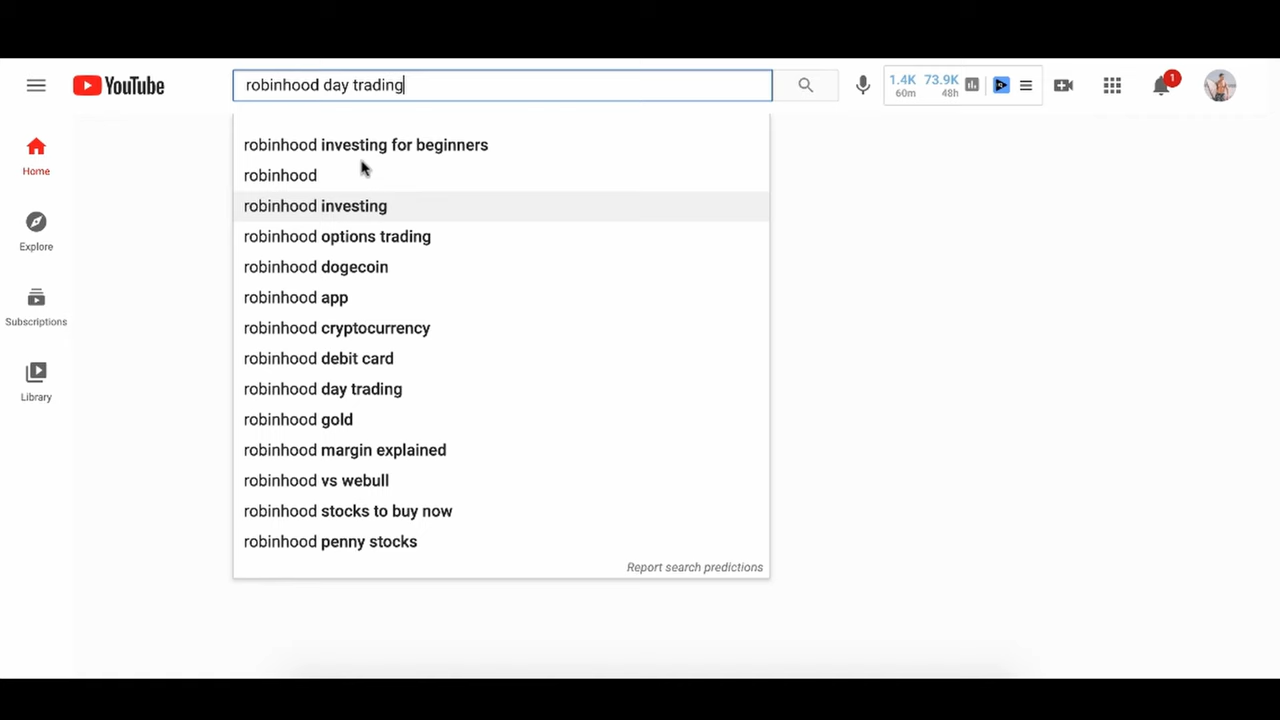 YouTube
robinhood day trading
1.4K 73.9K
60m 48h
1
robinhood investing for beginners
robinhood
robinhood investing
robinhood options trading
robinhood dogecoin
robinhood app
robinhood cryptocurrency
robinhood debit card
robinhood day trading
robinhood gold
robinhood margin explained
robinhood vs webull
robinhood stocks to buy now
robinhood penny stocks
Report search predictions
Home
Explore
Subscriptions
Library